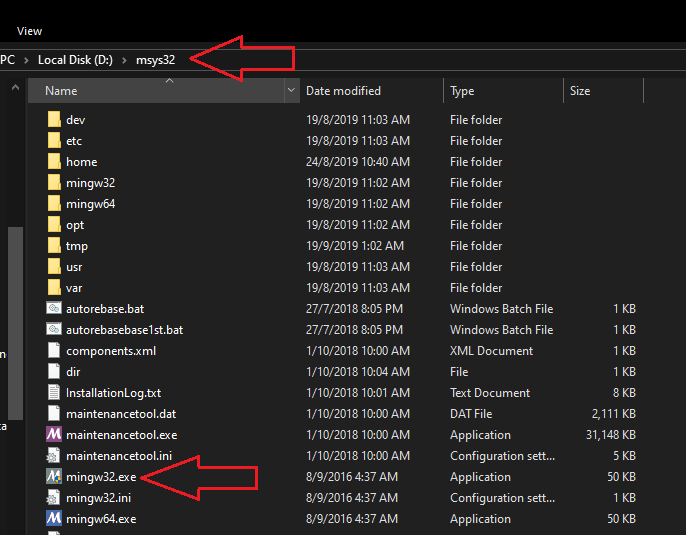 View
PC > Local Disk (D:) > msys32
Name Date modified Type Size
dev 19/8/2019 11:03 AM File folder
etc 19/8/2019 11:03 AM File folder
home 24/8/2019 10:40 AM File folder
mingw32 19/8/2019 11:02 AM File folder
mingw64 19/8/2019 11:02 AM File folder
opt 19/8/2019 11:02 AM File folder
tmp 19/9/2019 1:02 AM File folder
usr 19/8/2019 11:03 AM File folder
var 19/8/2019 11:03 AM File folder
autorebase.bat 27/7/2018 8:05 PM Windows Batch File 1 KB
autorebasebase1st.bat 27/7/2018 8:05 PM Windows Batch File 1 KB
components.xml 1/10/2018 10:00 AM XML Document 1 KB
dir 1/10/2018 10:04 AM File 1 KB
InstallationLog.txt 1/10/2018 10:01 AM Text Document 8 KB
maintenancetool.dat 1/10/2018 10:00 AM DAT File 2,111 KB
maintenancetool.exe 1/10/2018 10:00 AM Application 31,148 KB
maintenancetool.ini 1/10/2018 10:00 AM Configuration sett... 5 KB
mingw32.exe 8/9/2016 4:37 AM Application 50 KB
mingw32.ini 8/9/2016 4:37 AM Configuration sett... 1 KB
mingw64.exe 8/9/2016 4:37 AM Application 50 KB